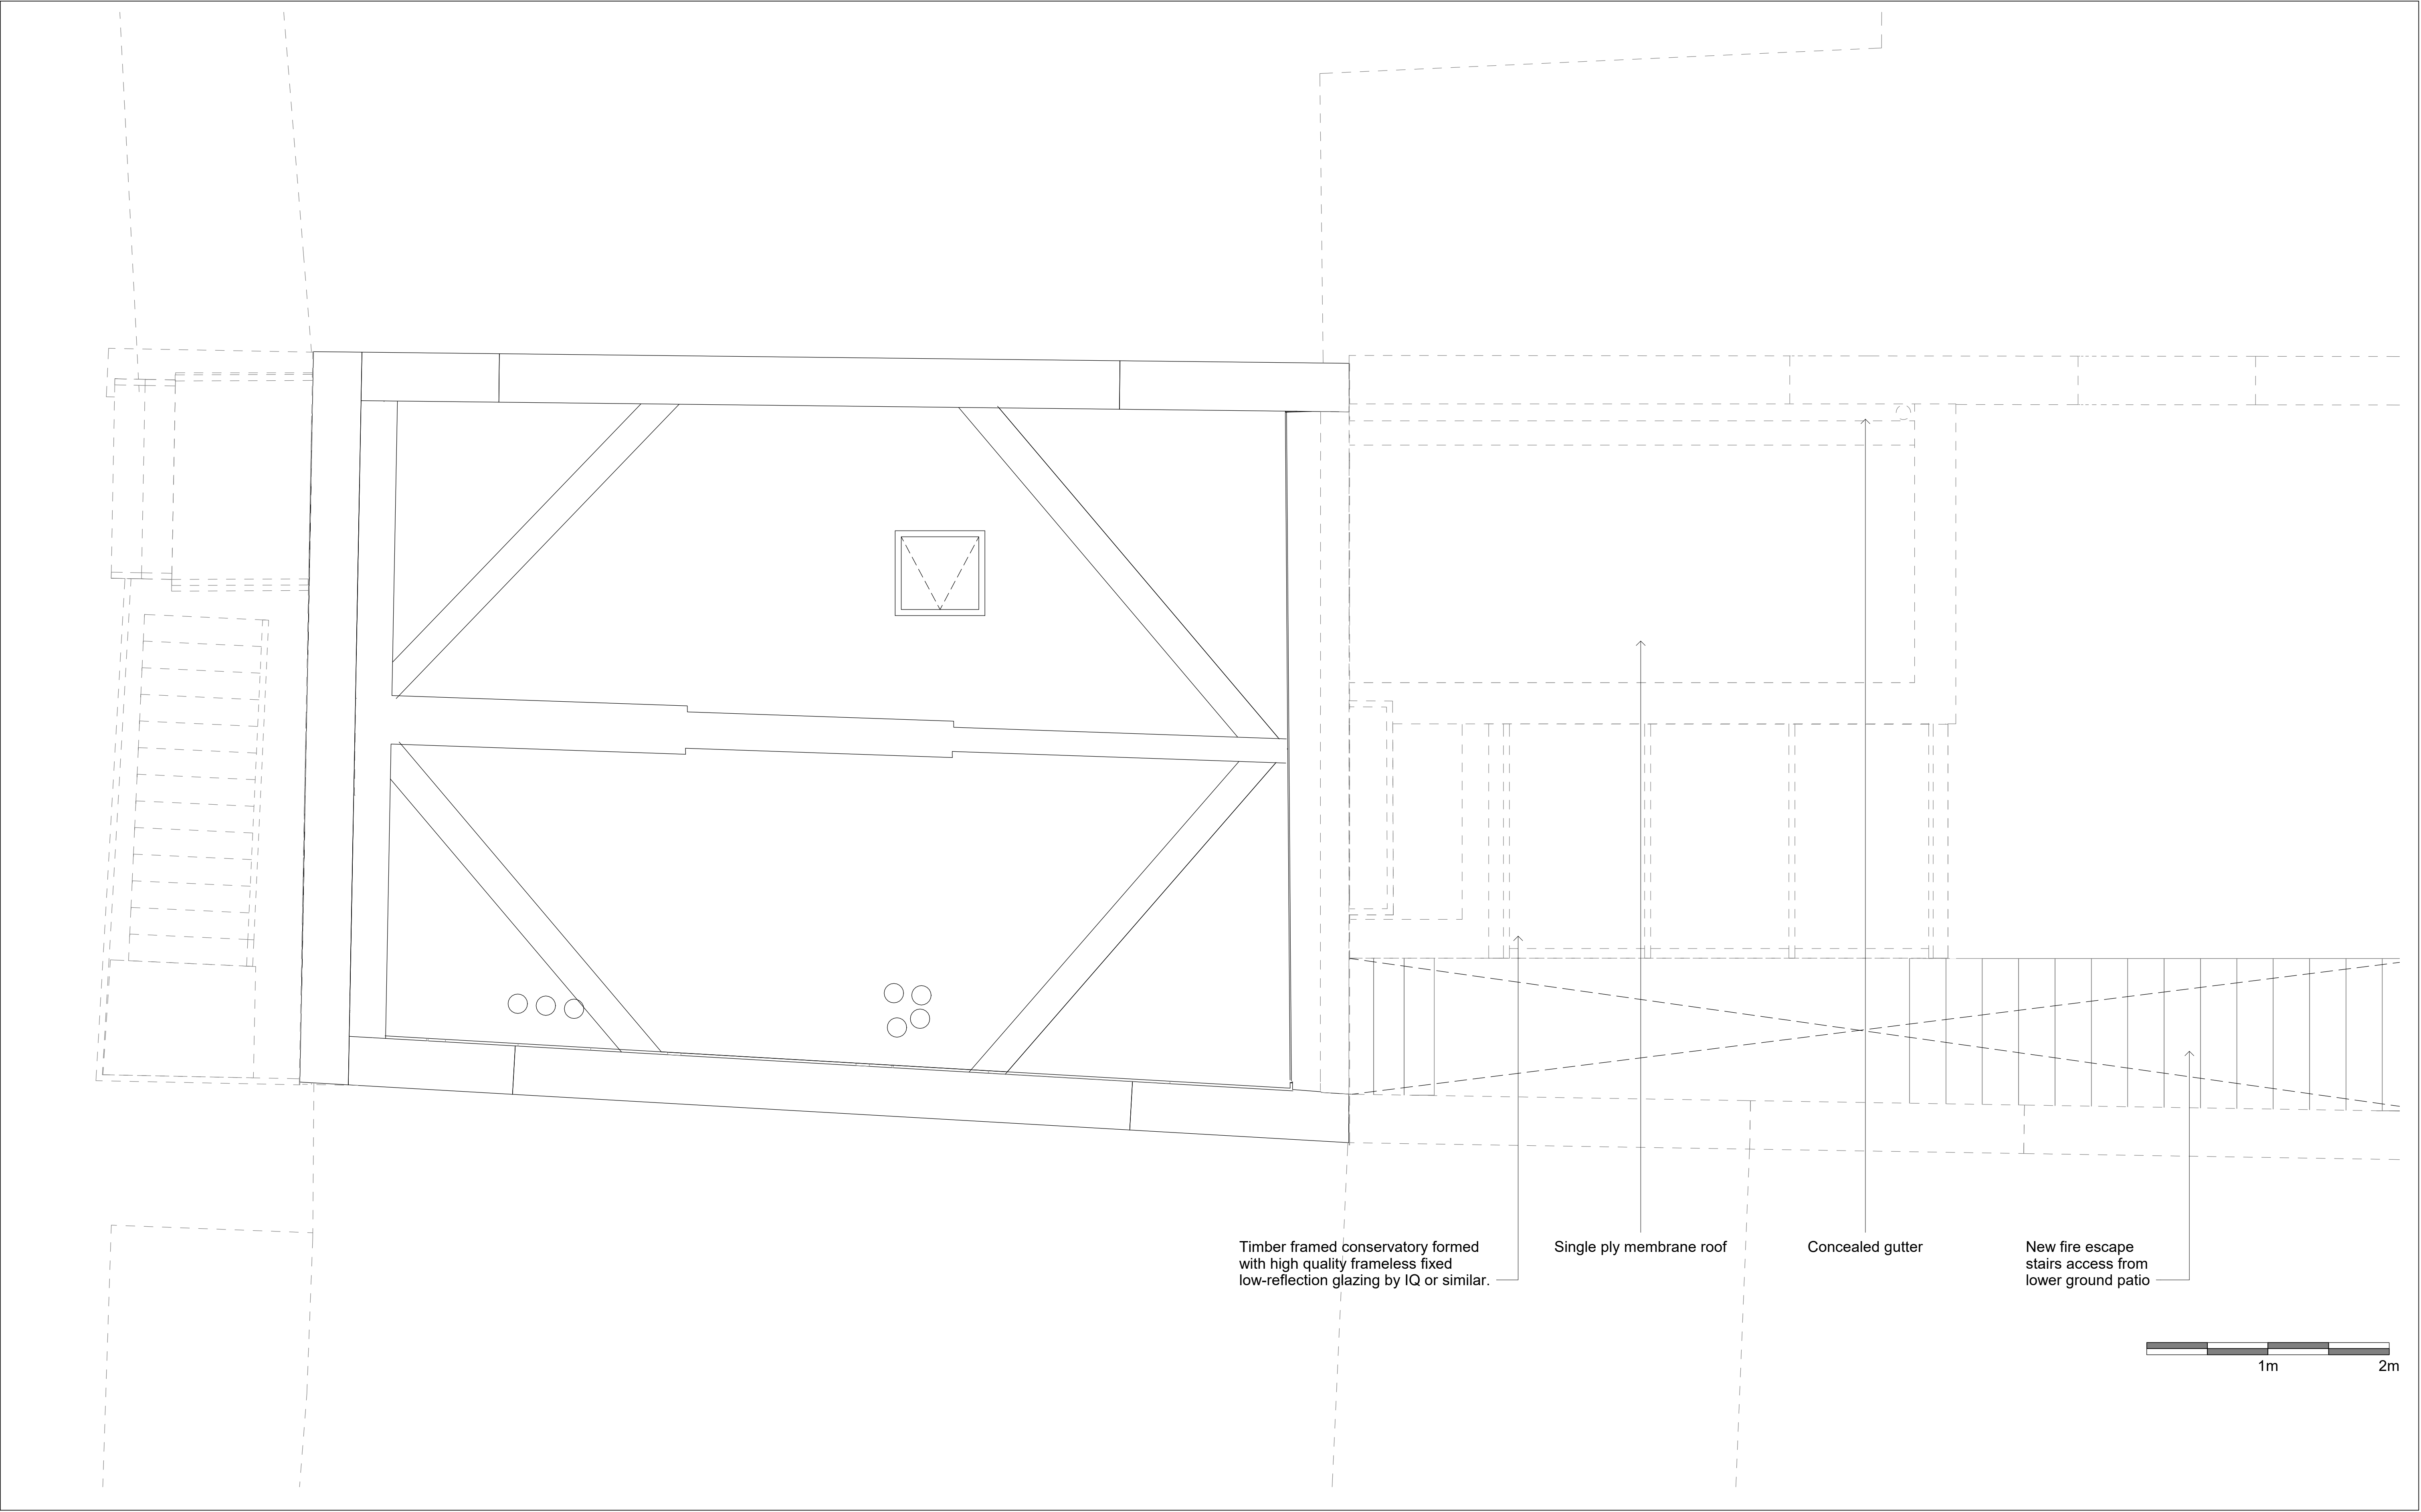 Timber framed conservatory formed
with high quality frameless fixed
low-reflection glazing by IQ or similar.
Single ply membrane roof
Concealed gutter
New fire escape
stairs access from
lower ground patio
1m
2m